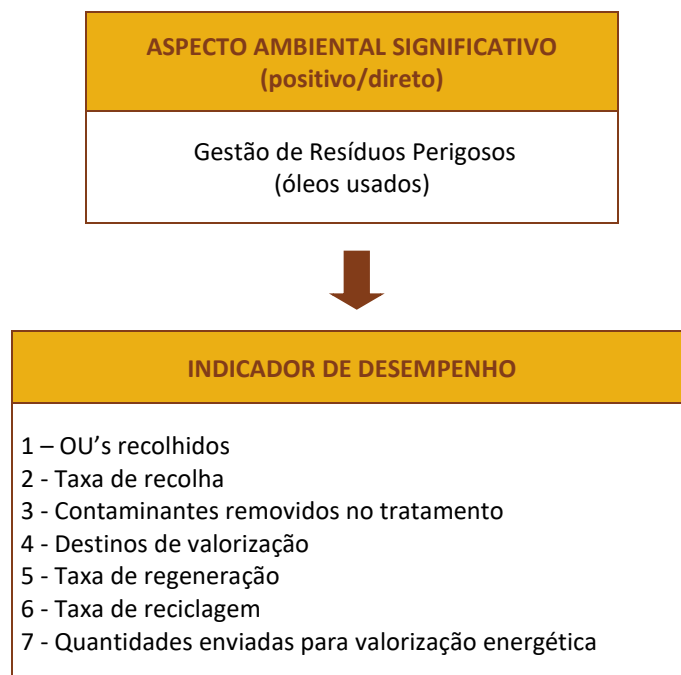 ASPECTO AMBIENTAL SIGNIFICATIVO
(positivo/direto)
Gestão de Resíduos Perigosos
(óleos usados)
INDICADOR DE DESEMPENHO
1 – OU’s recolhidos
2 - Taxa de recolha
3 - Contaminantes removidos no tratamento
4 - Destinos de valorização
5 - Taxa de regeneração
6 - Taxa de reciclagem
7 - Quantidades enviadas para valorização energética